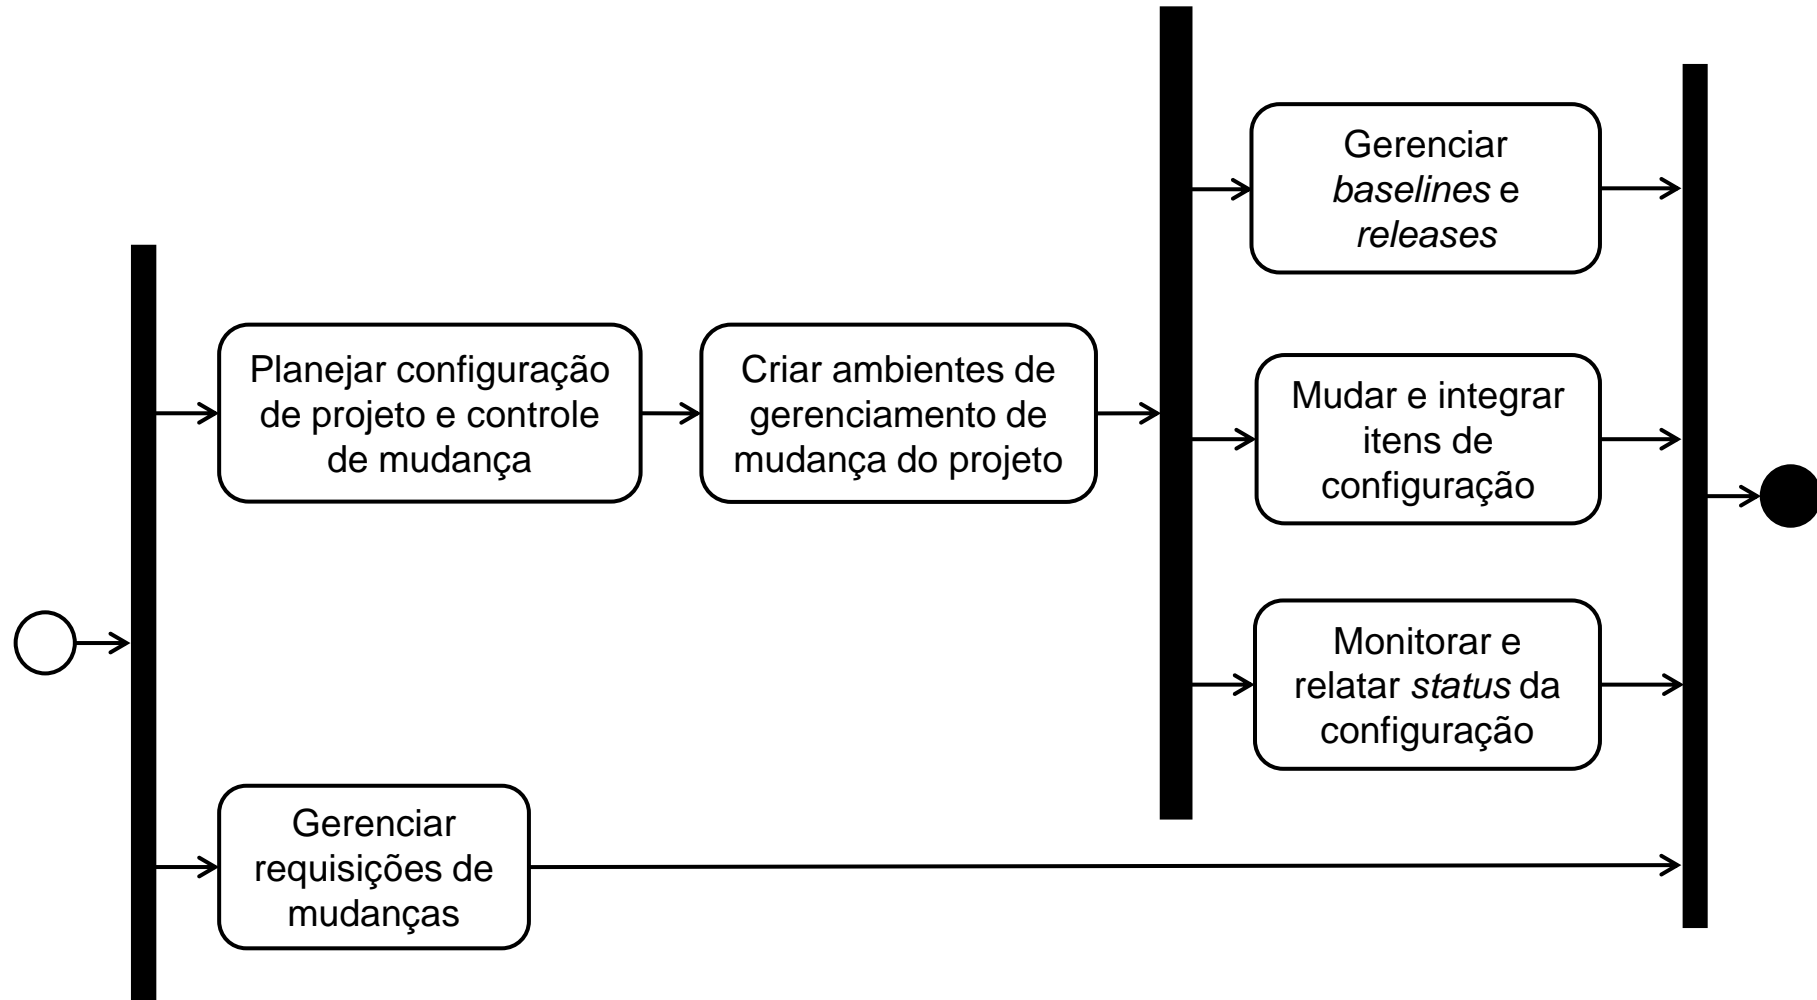 Gerenciar
baselines e
releases
Planejar configuração
de projeto e controle
de mudança
Criar ambientes de
gerenciamento de
mudança do projeto
Mudar e integrar
itens de
configuração
Monitorar e
relatar status da
configuração
Gerenciar
requisições de
mudanças